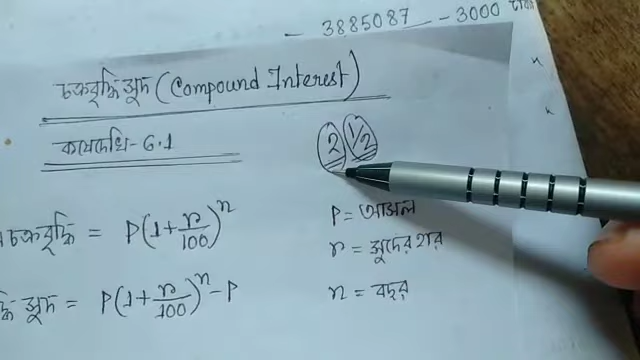 - 3885087 - 3000 টাকা
চক্রবৃদ্ধি সুদ (Compound Interest)
কষে দেখি - 6.1
2 1/2
চক্রবৃদ্ধি = P(1+r/100)^n
P = আসল
r = সুদের হার
সুদ = P(1+r/100)^n - P
n = বছর